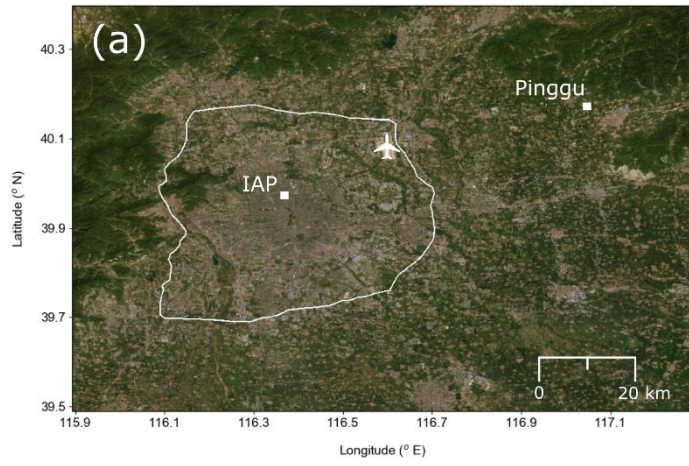 (a)
40.3
40.1
39.9
39.7
39.5
Latitude (° N)
Pinggu
IAP
0 20 km
115.9 116.1 116.3 116.5 116.7 116.9 117.1
Longitude (° E)